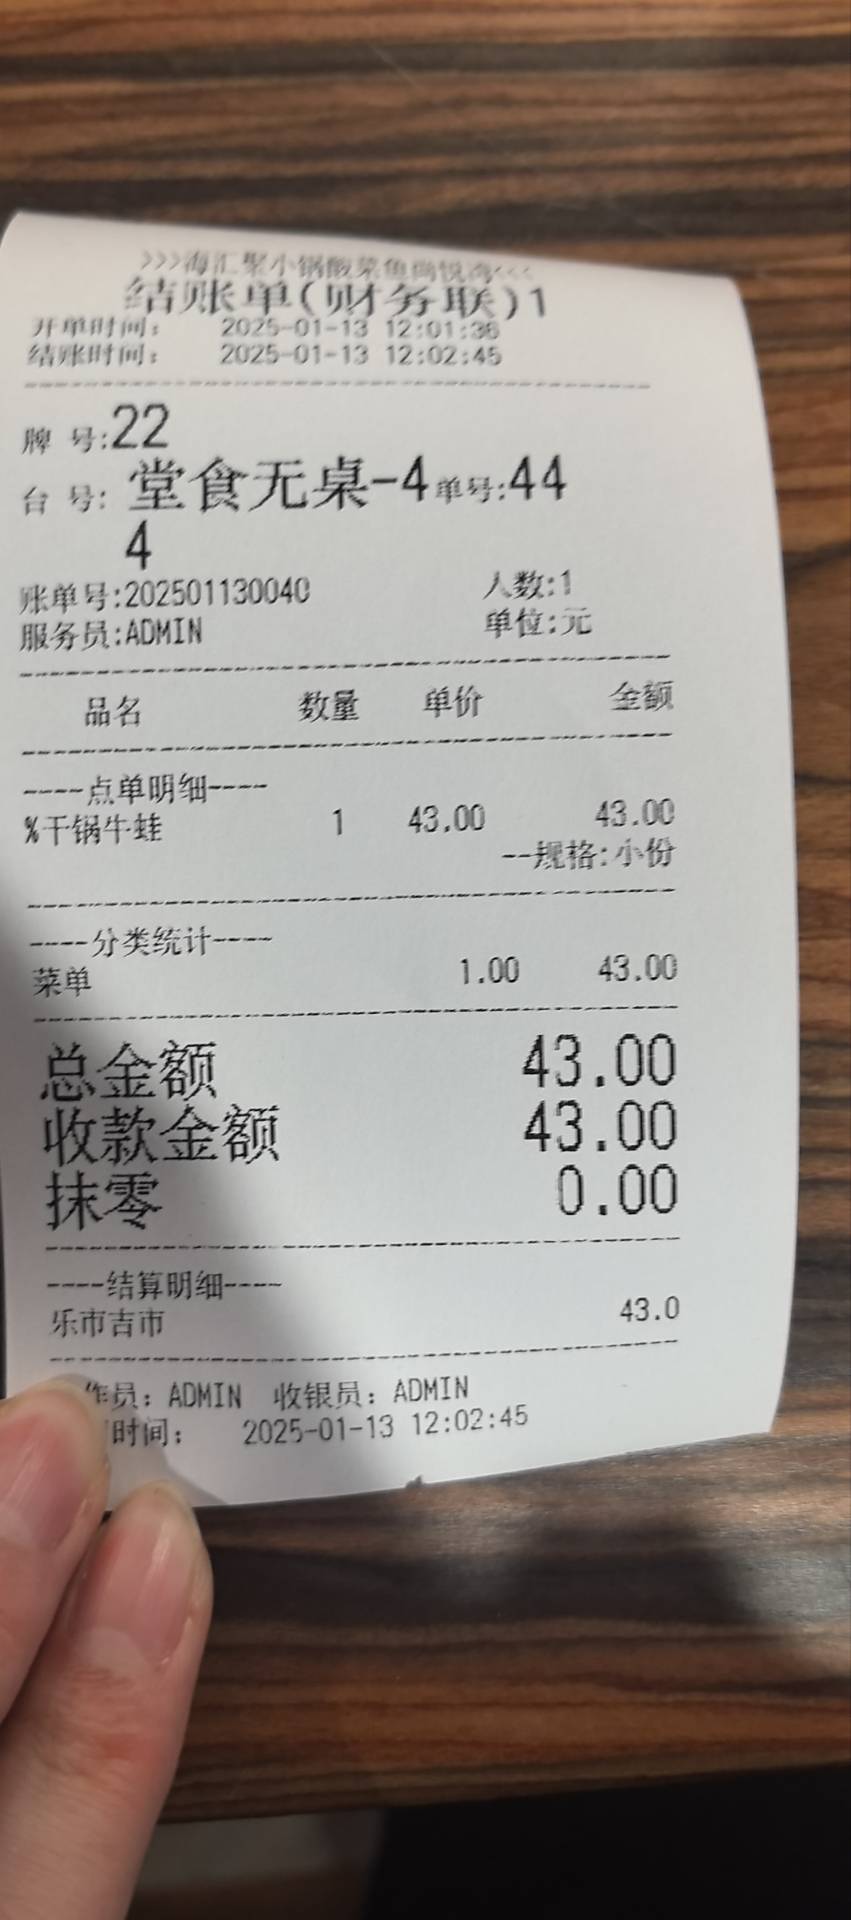 >>>海汇聚小锅酸菜鱼尚悦湾<<<
结账单(财务联)1
开单时间: 2025-01-13 12:01:36
结账时间: 2025-01-13 12:02:45
牌 号:22
台 号: 堂食无桌-4单号:44
4
账单号:202501130040 人数:1
服务员:ADMIN 单位:元
品名 数量 单价 金额
----点单明细----
%干锅牛蛙 1 43.00 43.00
--规格:小份
----分类统计----
菜单 1.00 43.00
总金额 43.00
收款金额 43.00
抹零 0.00
----结算明细----
乐市吉市 43.0
作员: ADMIN 收银员: ADMIN
时间: 2025-01-13 12:02:45